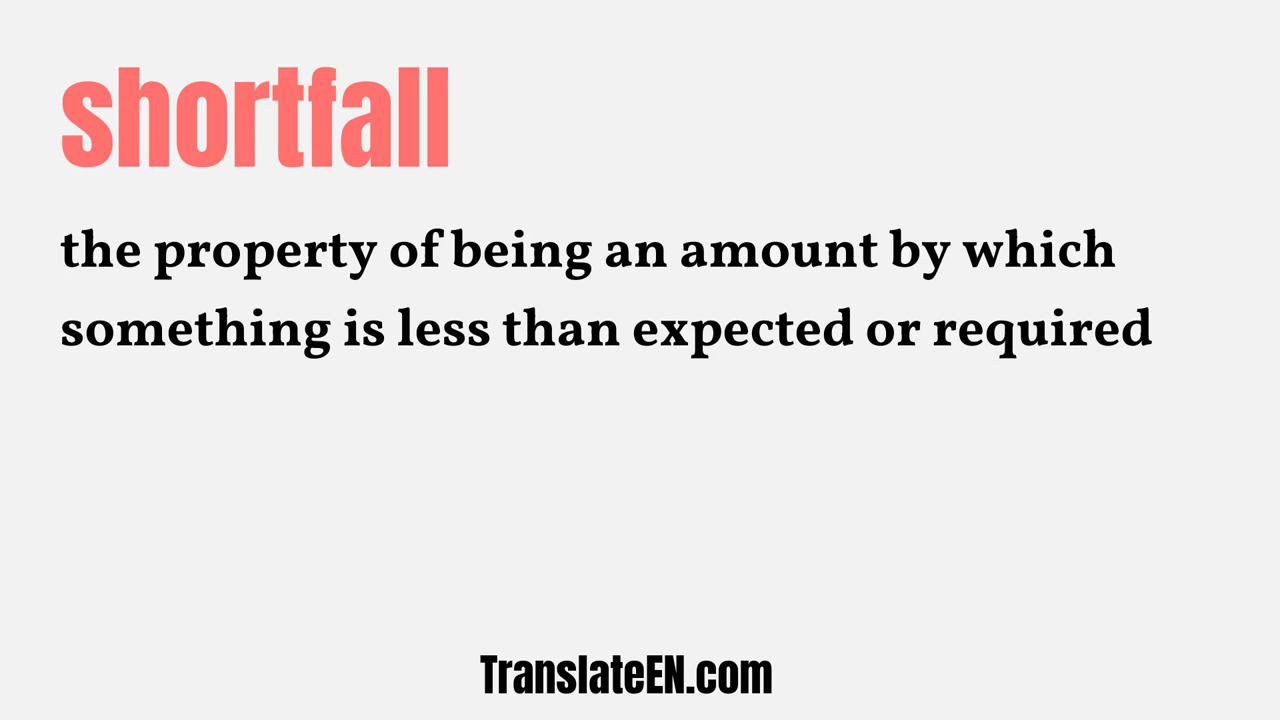 shortfall
the property of being an amount by which
something is less than expected or required
TranslateEN.com